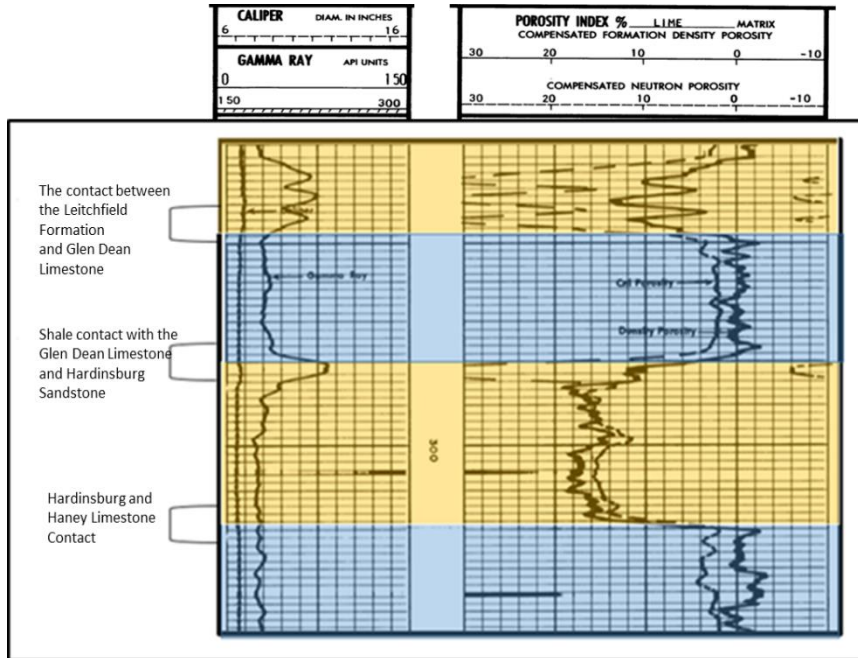 CALIPER DIAM. IN INCHES
6 16
GAMMA RAY API UNITS
0 150
150 300
POROSITY INDEX % LIME MATRIX
COMPENSATED FORMATION DENSITY POROSITY
30 20 10 0 -10
COMPENSATED NEUTRON POROSITY
30 20 10 0 -10
The contact between
the Leitchfield
Formation
and Glen Dean
Limestone
Shale contact with the
Glen Dean Limestone
and Hardinsburg
Sandstone
Hardinsburg and
Haney Limestone
Contact
Gamma Ray
Cnl Porosity
Density Porosity
300